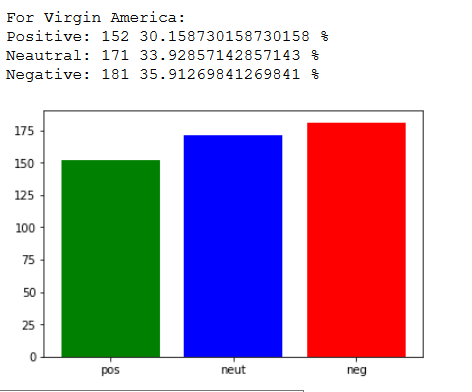 For Virgin America:
Positive: 152 30.158730158730158 %
Neautral: 171 33.92857142857143 %
Negative: 181 35.91269841269841 %
175
150
125
100
75
50
25
0
pos neut neg